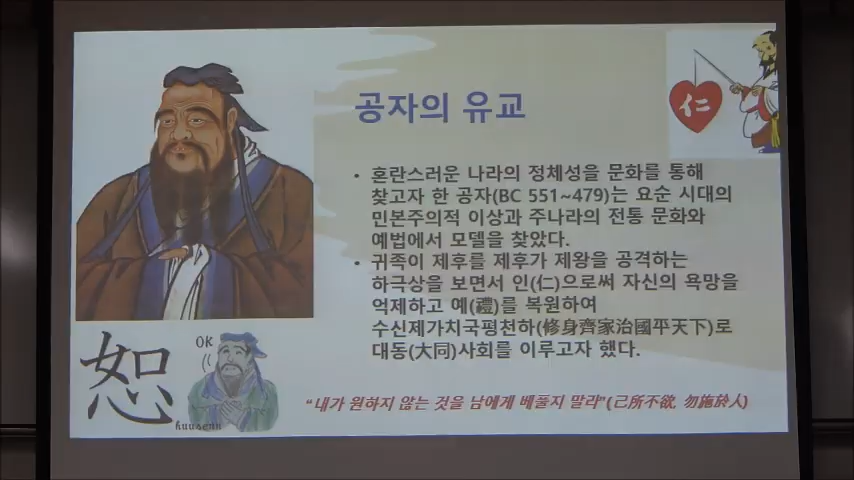 공자의 유교
仁
• 혼란스러운 나라의 정체성을 문화를 통해
찾고자 한 공자(BC 551~479)는 요순 시대의
민본주의적 이상과 주나라의 전통 문화와
예법에서 모델을 찾았다.
• 귀족이 제후를 제후가 제왕을 공격하는
하극상을 보면서 인(仁)으로써 자신의 욕망을
억제하고 예(禮)를 복원하여
수신제가치국평천하(修身齊家治國平天下)로
대동(大同)사회를 이루고자 했다.
恕
OK
"내가 원하지 않는 것을 남에게 베풀지 말라"(己所不欲, 勿施於人)